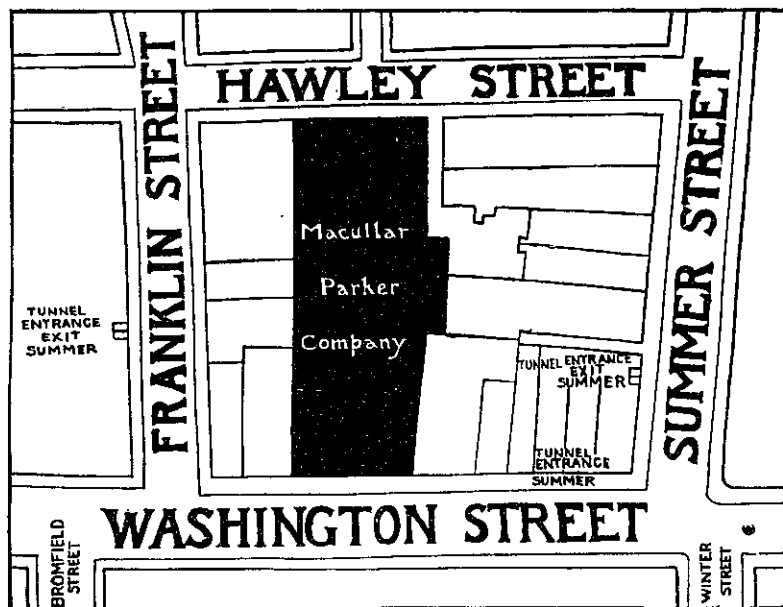 HAWLEY STREET
FRANKLIN STREET
SUMMER STREET
Macullar
Parker
Company
TUNNEL
ENTRANCE
EXIT
SUMMER
TUNNEL ENTRANCE
EXIT
SUMMER
TUNNEL
ENTRANCE
SUMMER
WASHINGTON STREET
BROMFIELD
STREET
WINTER
STREET